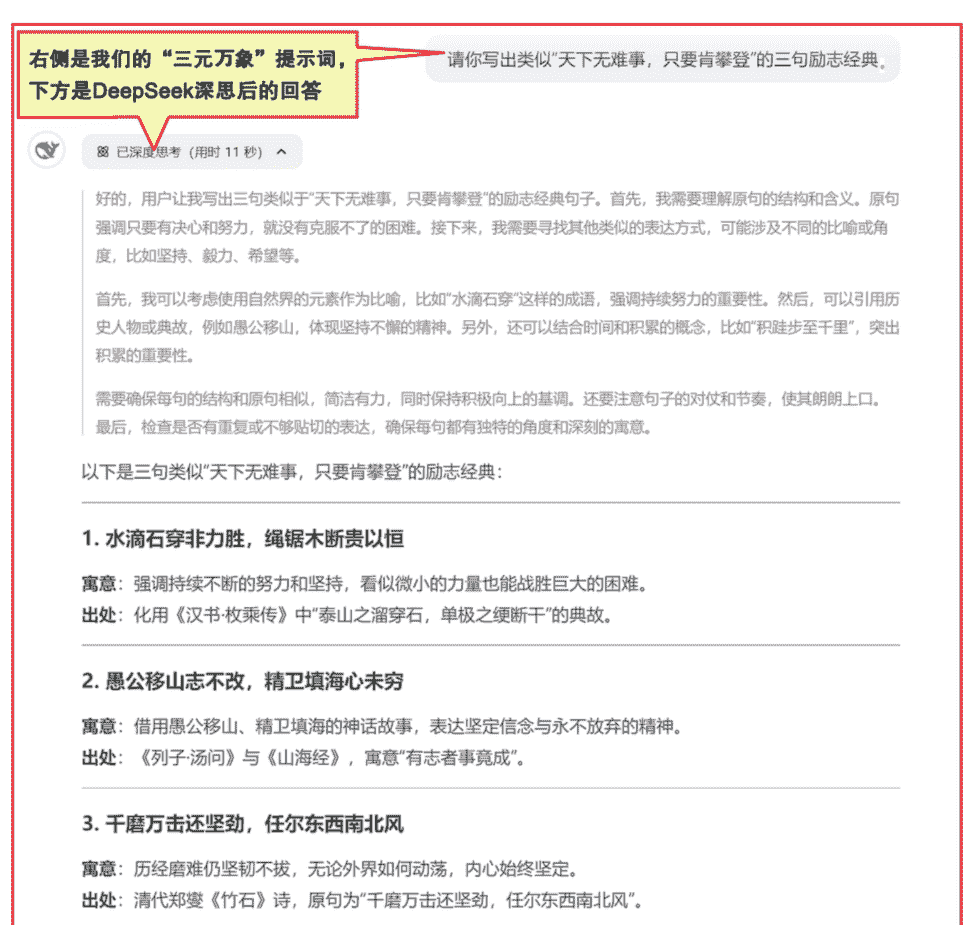 右侧是我们的“三元万象”提示词，
下方是DeepSeek深思后的回答
请你写出类似“天下无难事，只要肯攀登”的三句励志经典。
已深度思考（用时 11 秒）
好的，用户让我写出三句类似于“天下无难事，只要肯攀登”的励志经典句子。首先，我需要理解原句的结构和含义。原句
强调只要有决心和努力，就没有克服不了的困难。接下来，我需要寻找其他类似的表达方式，可能涉及不同的比喻或角
度，比如坚持、毅力、希望等。
首先，我可以考虑使用自然界的元素作为比喻，比如“水滴石穿”这样的成语，强调持续努力的重要性。然后，可以引用历
史人物或典故，例如愚公移山，体现坚持不懈的精神。另外，还可以结合时间和积累的概念，比如“积跬步至千里”，突出
积累的重要性。
需要确保每句的结构和原句相似，简洁有力，同时保持积极向上的基调。还要注意句子的对仗和节奏，使其朗朗上口。
最后，检查是否有重复或不够贴切的表达，确保每句都有独特的角度和深刻的寓意。
以下是三句类似“天下无难事，只要肯攀登”的励志经典：
1. 水滴石穿非力胜，绳锯木断贵以恒
寓意：强调持续不断的努力和坚持，看似微小的力量也能战胜巨大的困难。
出处：化用《汉书·枚乘传》中“泰山之溜穿石，单极之绠断干”的典故。
2. 愚公移山志不改，精卫填海心未穷
寓意：借用愚公移山、精卫填海的神话故事，表达坚定信念与永不放弃的精神。
出处：《列子·汤问》与《山海经》，寓意“有志者事竟成”。
3. 千磨万击还坚劲，任尔东西南北风
寓意：历经磨难仍坚韧不拔，无论外界如何动荡，内心始终坚定。
出处：清代郑燮《竹石》诗，原句为“千磨万击还坚劲，任尔东西南北风”。